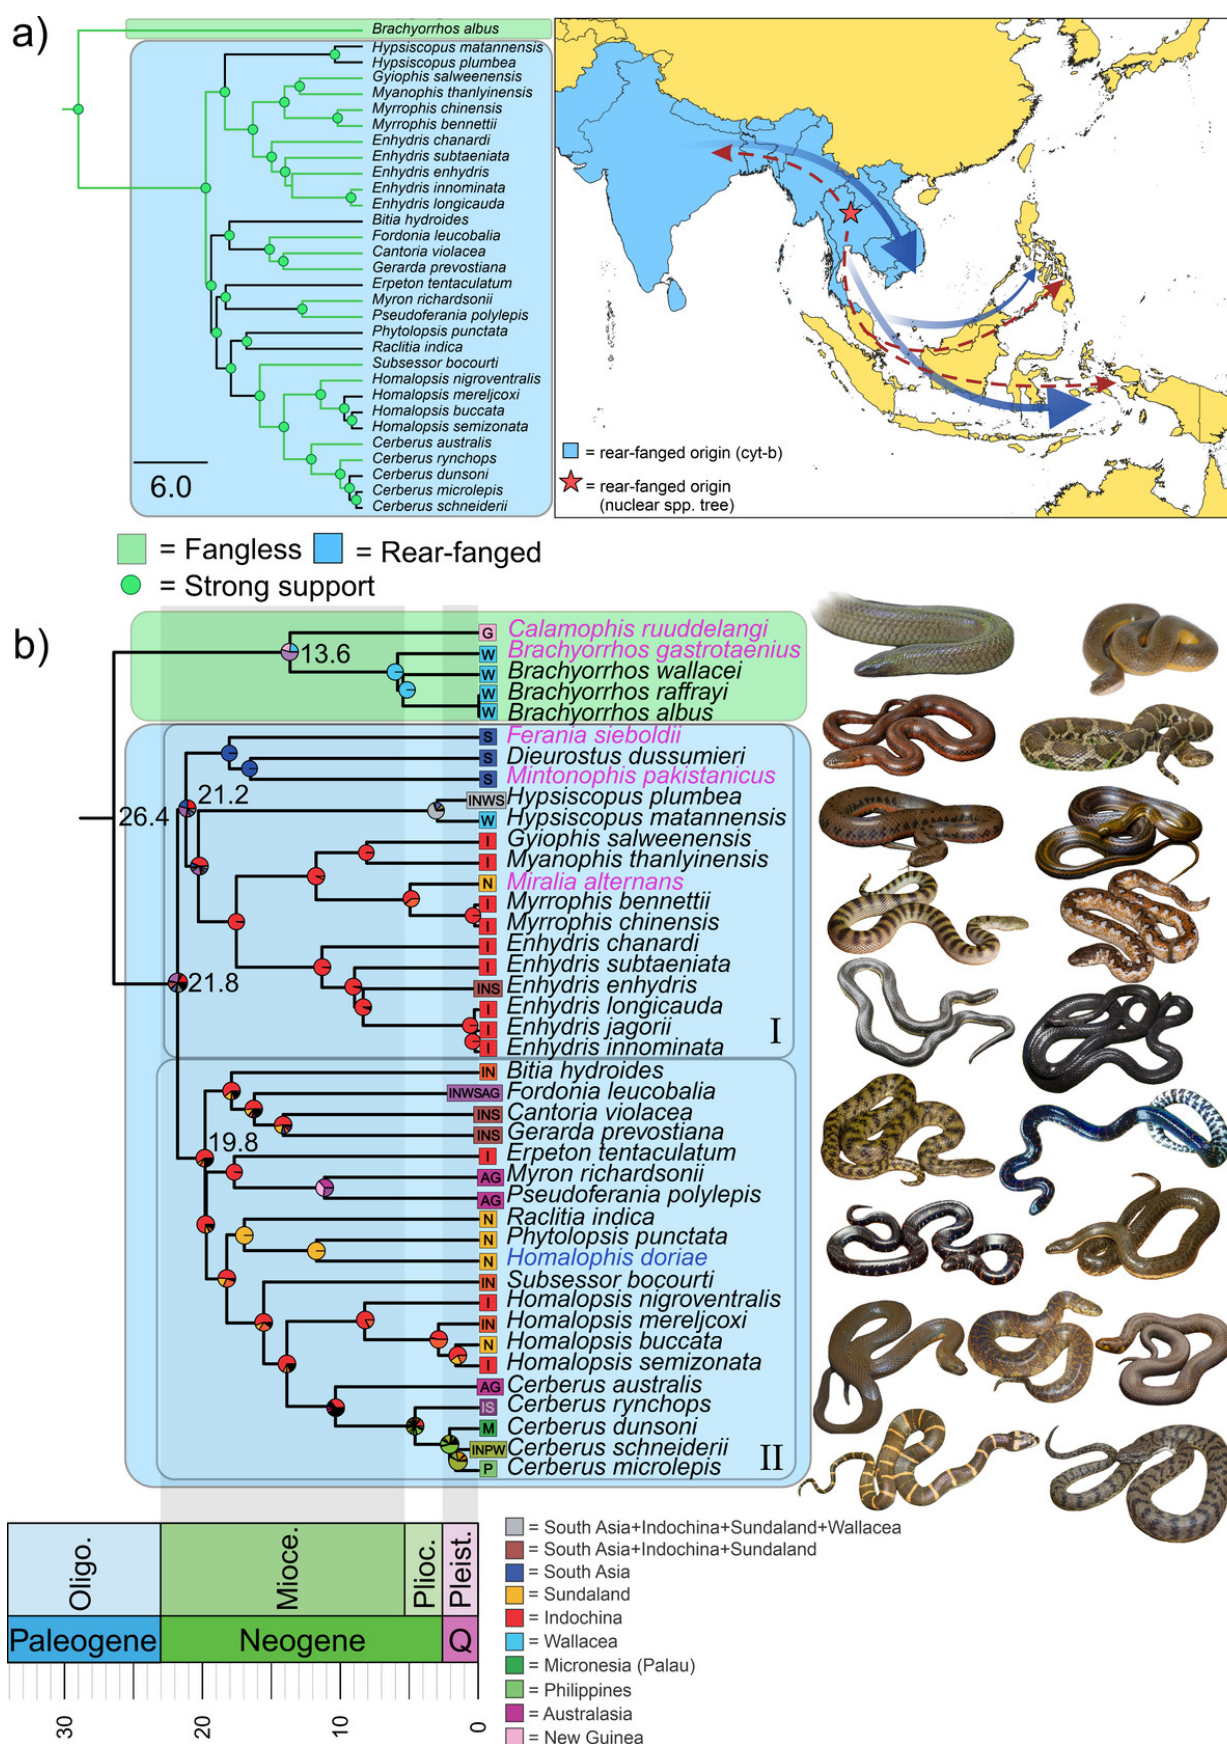 a)
Brachyorrhos albus
Hypsiscopus matannensis
Hypsiscopus plumbea
Gyiophis salweenensis
Myanophis thanlyinensis
Myrrophis chinensis
Myrrophis bennettii
Enhydris chanardi
Enhydris subtaeniata
Enhydris enhydris
Enhydris innominata
Enhydris longicauda
Bitia hydroides
Fordonia leucobalia
Cantoria violacea
Gerarda prevostiana
Erpeton tentaculatum
Myron richardsonii
Pseudoferania polylepis
Phytolopsis punctata
Raclitia indica
Subsessor bocourti
Homalopsis nigroventralis
Homalopsis mereljcoxi
Homalopsis buccata
Homalopsis semizonata
Cerberus australis
Cerberus rynchops
Cerberus dunsoni
Cerberus microlepis
Cerberus schneiderii
6.0
= rear-fanged origin (cyt-b)
= rear-fanged origin
(nuclear spp. tree)
= Fangless
= Rear-fanged
= Strong support
b)
G Calamophis ruuddelangi
13.6
W Brachyorrhos gastrotaenius
W Brachyorrhos wallacei
W Brachyorrhos raffrayi
W Brachyorrhos albus
S Ferania sieboldii
S Dieurostus dussumieri
S Mintonophis pakistanicus
21.2
INWS Hypsiscopus plumbea
26.4
W Hypsiscopus matannensis
I Gyiophis salweenensis
I Myanophis thanlyinensis
N Miralia alternans
I Myrrophis bennettii
I Myrrophis chinensis
I Enhydris chanardi
I Enhydris subtaeniata
21.8
INS Enhydris enhydris
I Enhydris longicauda
I Enhydris jagorii
I Enhydris innominata
I
IN Bitia hydroides
INWSAG Fordonia leucobalia
INS Cantoria violacea
INS Gerarda prevostiana
19.8
I Erpeton tentaculatum
AG Myron richardsonii
AG Pseudoferania polylepis
N Raclitia indica
N Phytolopsis punctata
N Homalophis doriae
IN Subsessor bocourti
I Homalopsis nigroventralis
IN Homalopsis mereljcoxi
N Homalopsis buccata
I Homalopsis semizonata
AG Cerberus australis
IS Cerberus rynchops
M Cerberus dunsoni
INPW Cerberus schneiderii
P Cerberus microlepis
II
Oligo.
Mioce.
Plioc.
Pleist.
Paleogene
Neogene
Q
30
20
10
0
= South Asia+Indochina+Sundaland+Wallacea
= South Asia+Indochina+Sundaland
= South Asia
= Sundaland
= Indochina
= Wallacea
= Micronesia (Palau)
= Philippines
= Australasia
= New Guinea